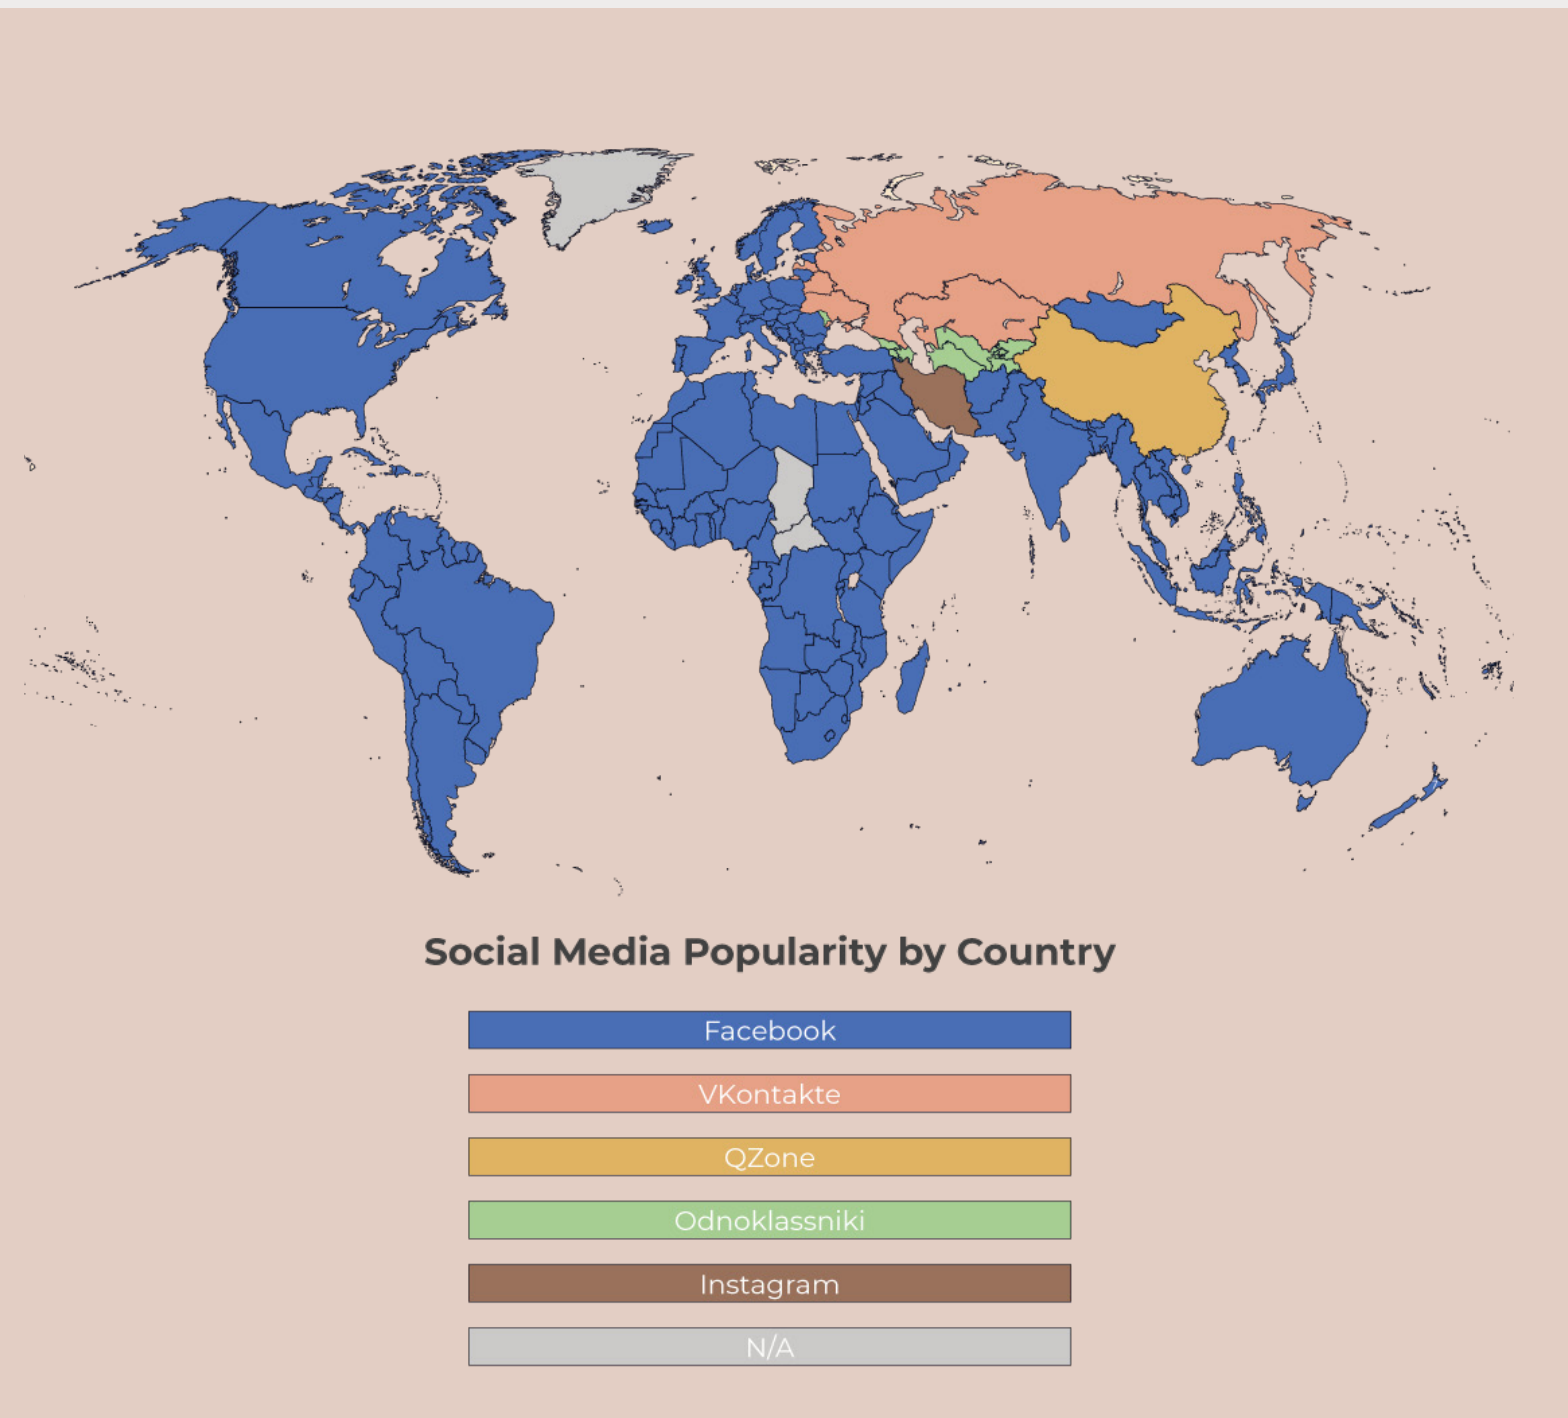 Social Media Popularity by Country
Facebook
VKontakte
QZone
Odnoklassniki
Instagram
N/A